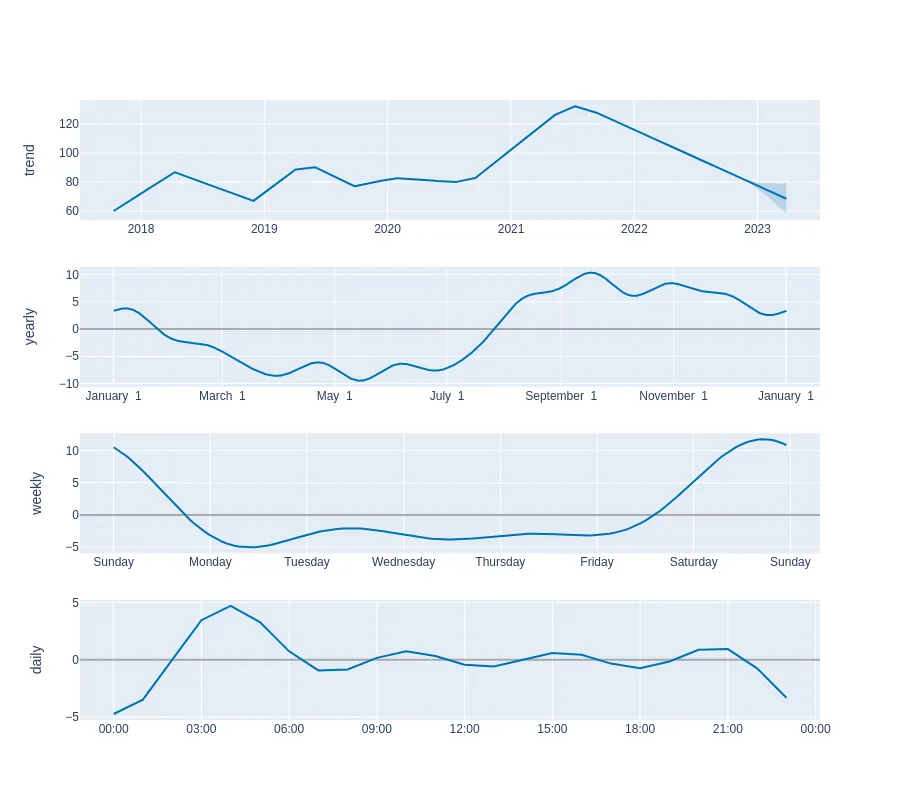 trend
120
100
80
60
2018 2019 2020 2021 2022 2023
yearly
10
5
0
−5
−10
January 1 March 1 May 1 July 1 September 1 November 1 January 1
weekly
10
5
0
−5
Sunday Monday Tuesday Wednesday Thursday Friday Saturday Sunday
daily
5
0
−5
00:00 03:00 06:00 09:00 12:00 15:00 18:00 21:00 00:00